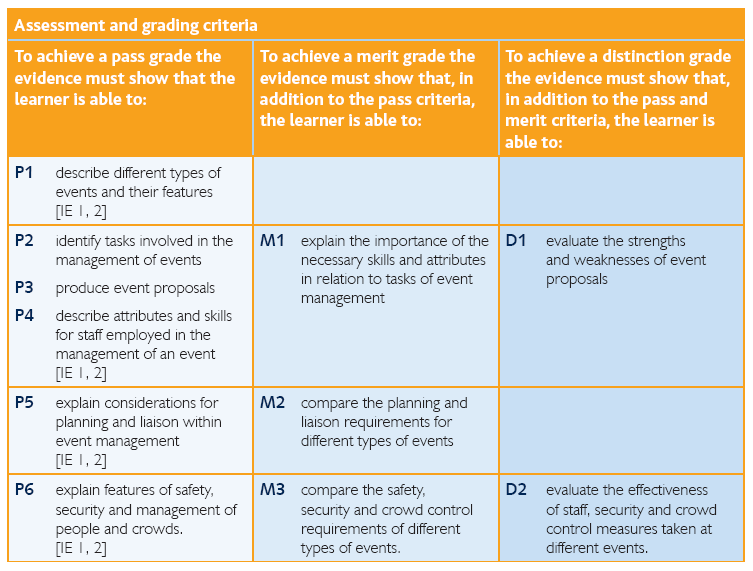 Assessment and grading criteria
To achieve a pass grade the
evidence must show that the
learner is able to:
To achieve a merit grade the
evidence must show that, in
addition to the pass criteria,
the learner is able to:
To achieve a distinction grade
the evidence must show that,
in addition to the pass and
merit criteria, the learner is
able to:
P1 describe different types of
events and their features
[IE 1, 2]
P2 identify tasks involved in the
management of events
P3 produce event proposals
P4 describe attributes and skills
for staff employed in the
management of an event
[IE 1, 2]
M1 explain the importance of the
necessary skills and attributes
in relation to tasks of event
management
D1 evaluate the strengths
and weaknesses of event
proposals
P5 explain considerations for
planning and liaison within
event management
[IE 1, 2]
M2 compare the planning and
liaison requirements for
different types of events
P6 explain features of safety,
security and management of
people and crowds.
[IE 1, 2]
M3 compare the safety,
security and crowd control
requirements of different
types of events.
D2 evaluate the effectiveness
of staff, security and crowd
control measures taken at
different events.